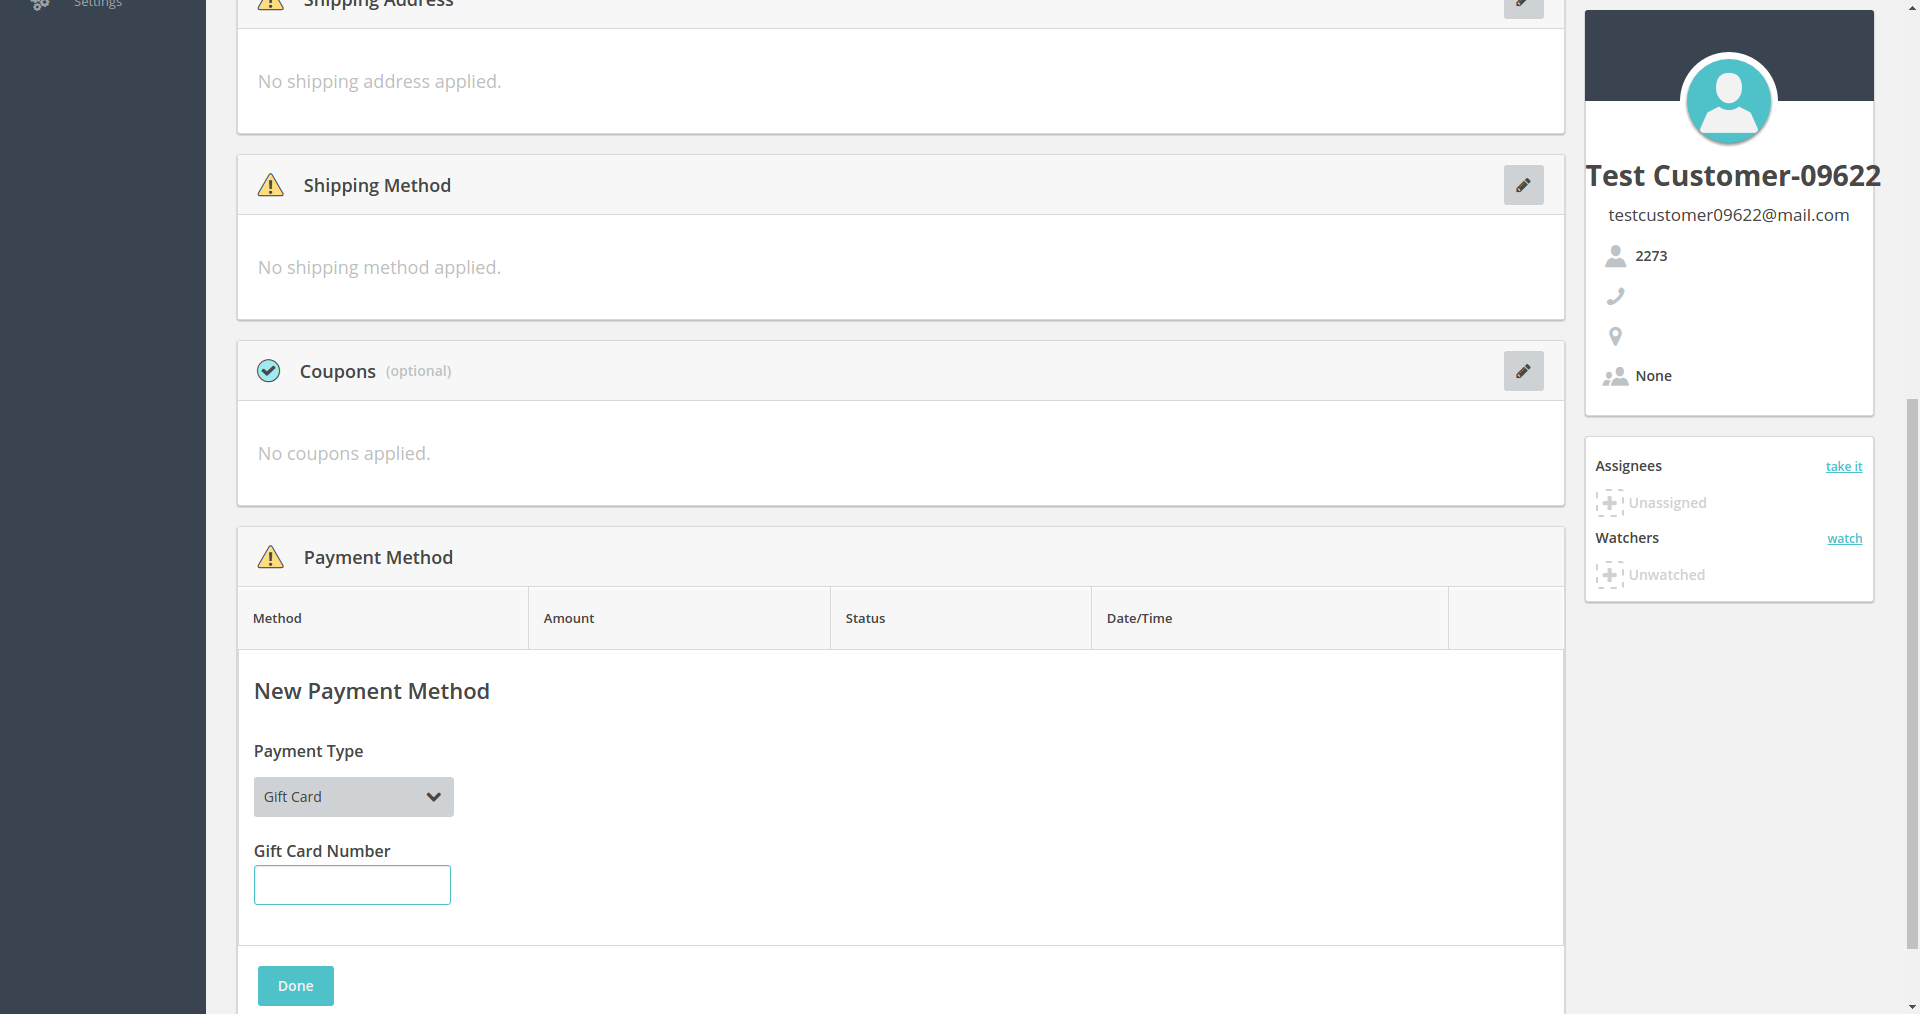 Settings
Shipping Address
No shipping address applied.
Shipping Method
No shipping method applied.
Coupons (optional)
No coupons applied.
Payment Method
Method Amount Status Date/Time
New Payment Method
Payment Type
Gift Card
Gift Card Number
Done
Test Customer-09622
testcustomer09622@mail.com
2273
None
Assignees take it
Unassigned
Watchers watch
Unwatched